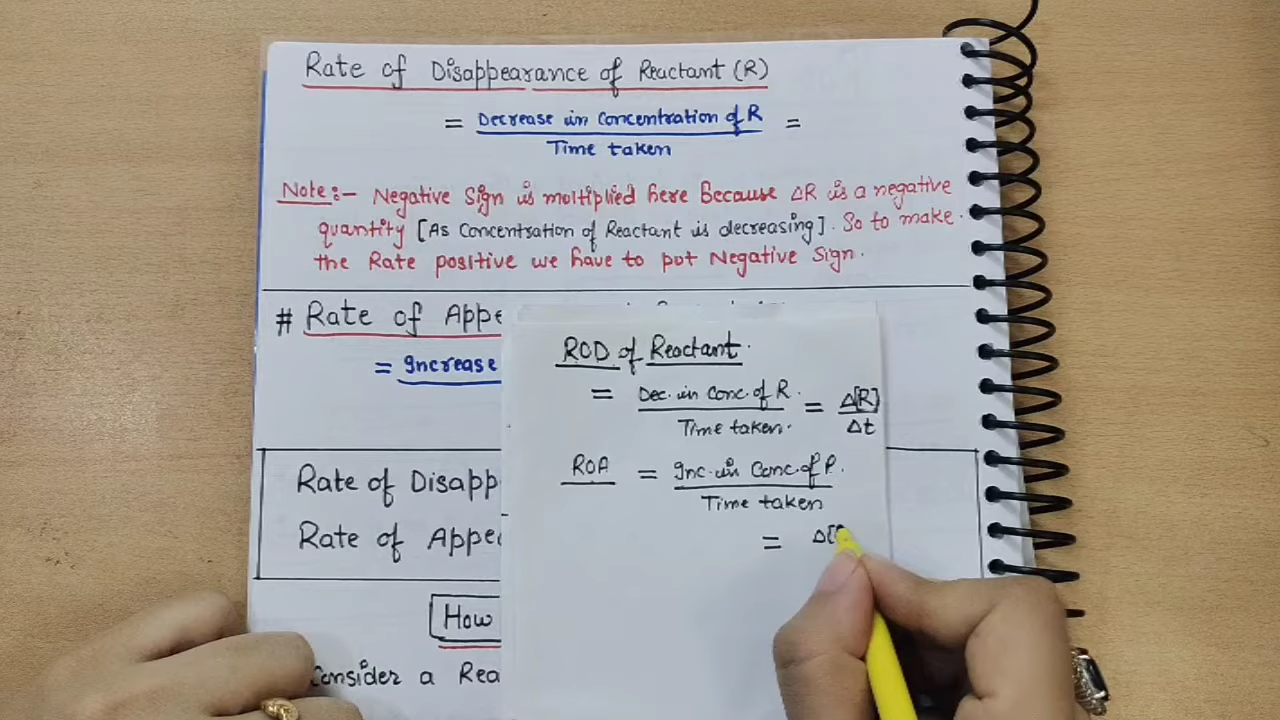 Rate of Disappearance of Reactant (R)
= Decrease in Concentration of R / Time taken =
Note:- Negative Sign is moltiplied here Because ΔR is a negative
quantity [As Concentration of Reactant is decreasing]. So to make
the Rate positive we have to put Negative Sign.
# Rate of Appe
= Increase
Rate of Disapp
Rate of Appea
How
Consider a Rea
ROD of Reactant.
= Dec. in Conc. of R. / Time taken. = Δ[R] / Δt
ROA = Inc. in Conc. of P. / Time taken
= Δ[